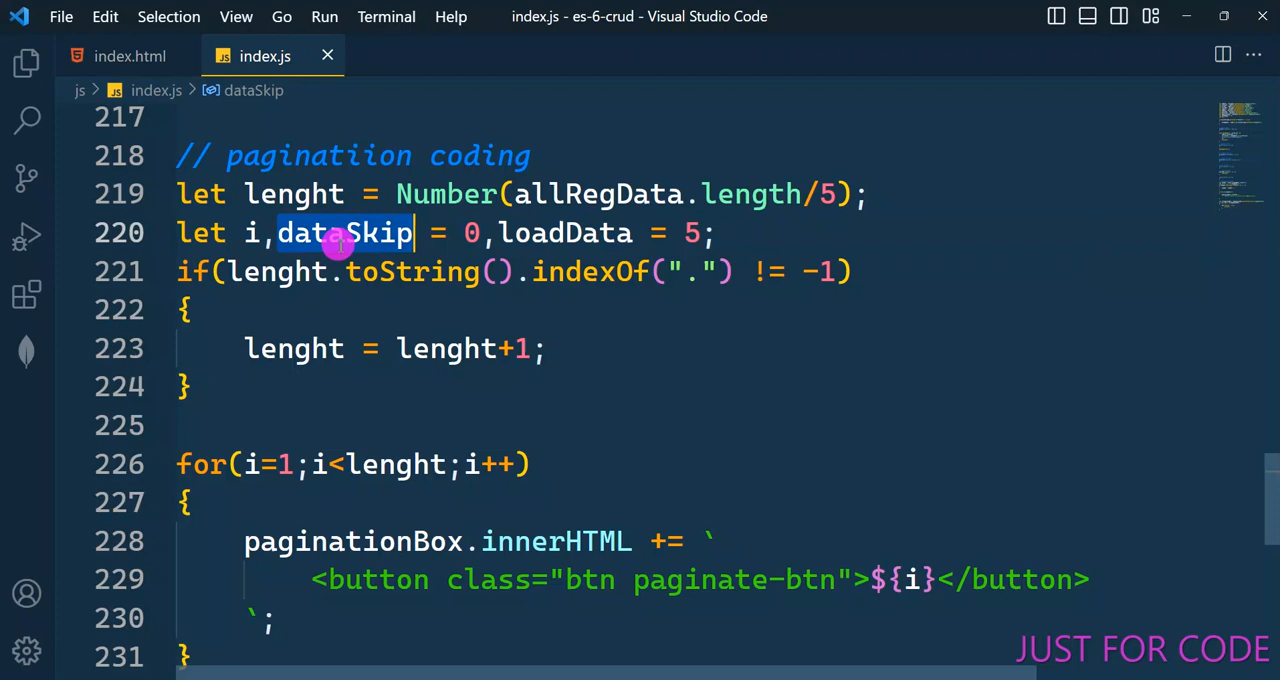 File Edit Selection View Go Run Terminal Help index.js - es-6-crud - Visual Studio Code
index.html JS index.js
js > JS index.js > dataSkip
217
218 // paginatiion coding
219 let lenght = Number(allRegData.length/5);
220 let i,dataSkip = 0,loadData = 5;
221 if(lenght.toString().indexOf(".") != -1)
222 {
223 lenght = lenght+1;
224 }
225
226 for(i=1;i<lenght;i++)
227 {
228 paginationBox.innerHTML += `
229 <button class="btn paginate-btn">${i}</button>
230 `;
231 }
JUST FOR CODE